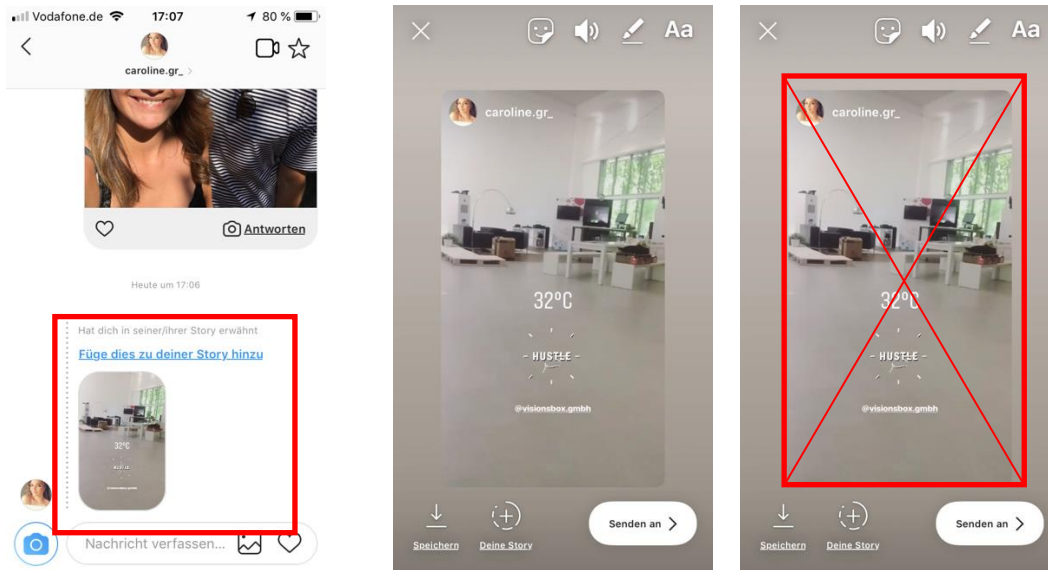 Vodafone.de 17:07 80 %
caroline.gr_
Antworten
Heute um 17:06
Hat dich in seiner/ihrer Story erwähnt
Füge dies zu deiner Story hinzu
32°C
Nachricht verfassen...
Aa
caroline.gr_
32°C
- HUSTLE -
@visionsbox.gmbh
Speichern
Deine Story
Senden an
Aa
caroline.gr_
32°C
- HUSTLE -
@visionsbox.gmbh
Speichern
Deine Story
Senden an